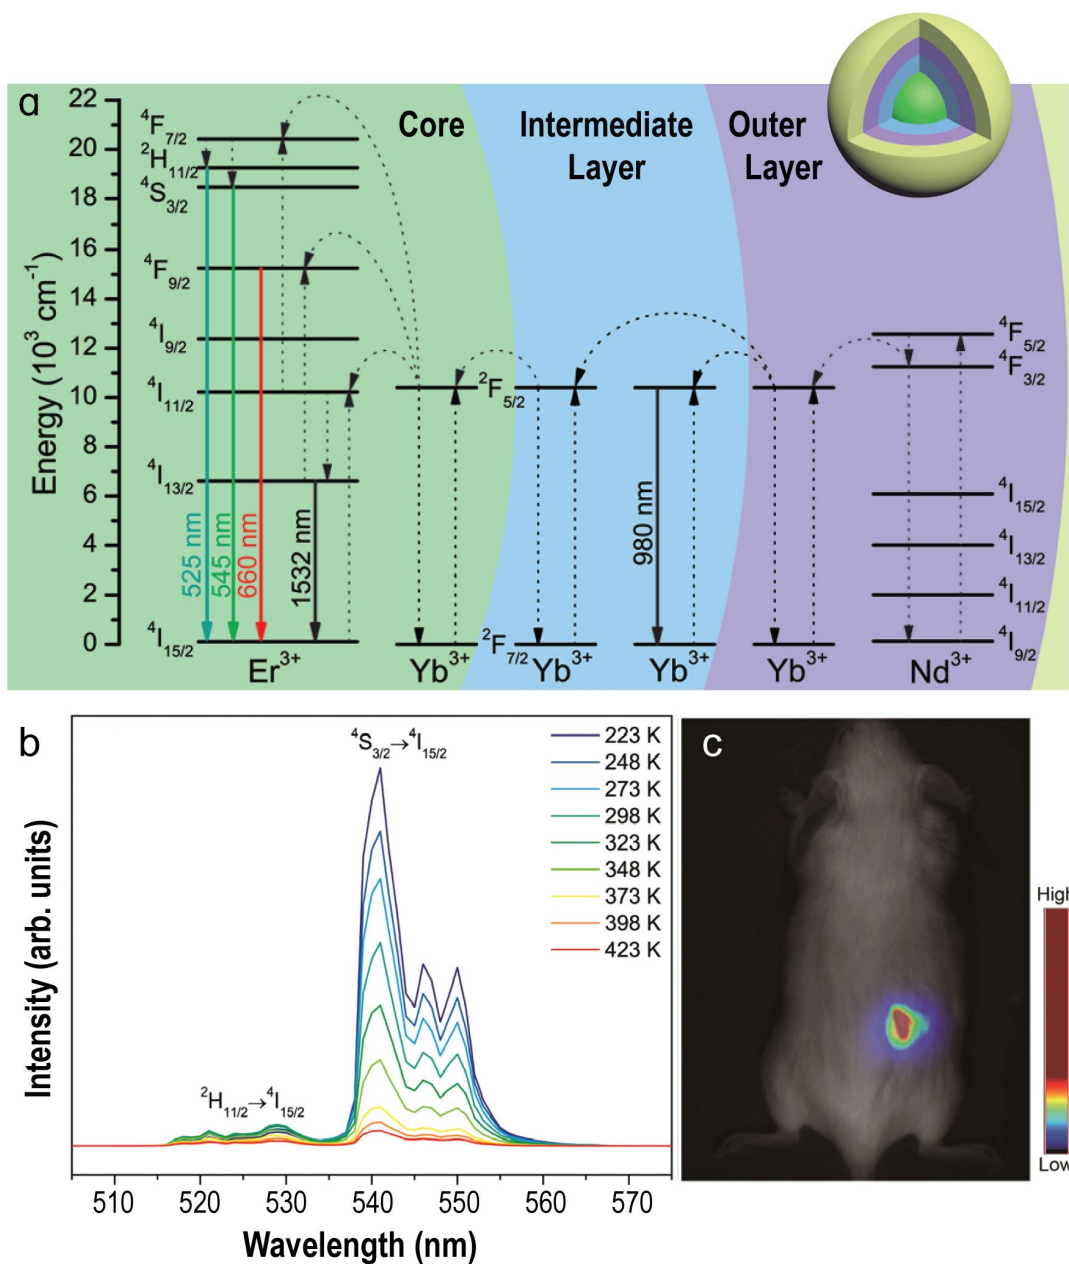 a
22
20
18
16
14
12
10
8
6
4
2
0
Energy (10³ cm⁻¹)
Core
Intermediate
Layer
Outer
Layer
⁴F₇/₂
²H₁₁/₂
⁴S₃/₂
⁴F₉/₂
⁴I₉/₂
⁴I₁₁/₂
⁴I₁₃/₂
⁴I₁₅/₂
525 nm
545 nm
660 nm
1532 nm
980 nm
²F₅/₂
²F₇/₂
⁴F₅/₂
⁴F₃/₂
⁴I₁₅/₂
⁴I₁₃/₂
⁴I₁₁/₂
⁴I₉/₂
Er³⁺
Yb³⁺
Yb³⁺
Yb³⁺
Yb³⁺
Nd³⁺
b
⁴S₃/₂→⁴I₁₅/₂
²H₁₁/₂→⁴I₁₅/₂
223 K
248 K
273 K
298 K
323 K
348 K
373 K
398 K
423 K
Intensity (arb. units)
510
520
530
540
550
560
570
Wavelength (nm)
c
High
Low